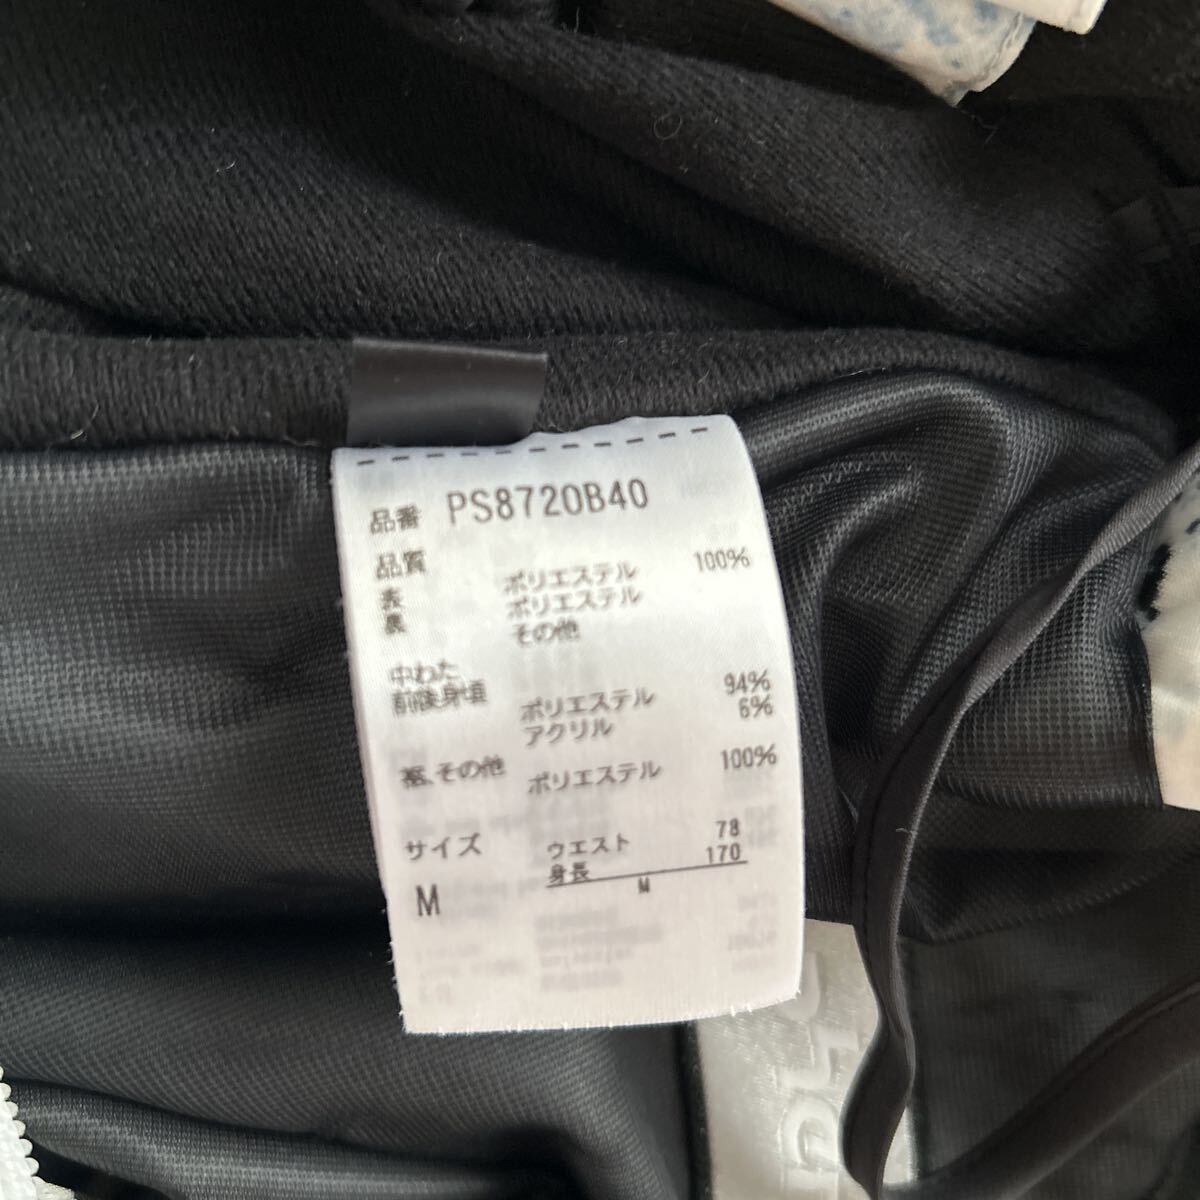 品番 PS8720B40
品質
表 ポリエステル 100%
裏 ポリエステル
その他
中わた
前後身頃 ポリエステル 94%
アクリル 6%
裾、その他 ポリエステル 100%
サイズ ウエスト 78
身長 170
M M